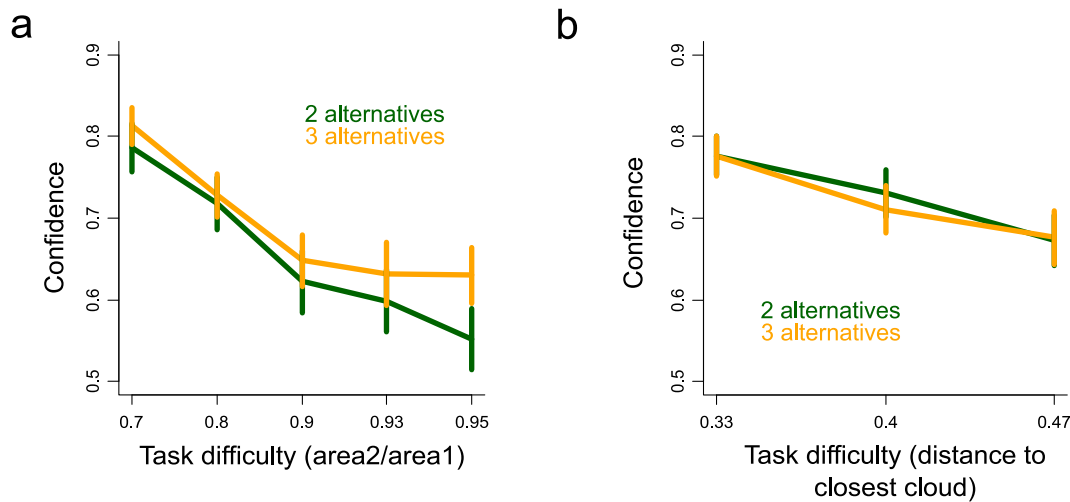 a
0.9
0.8
0.7
0.6
0.5
Confidence
2 alternatives
3 alternatives
0.7 0.8 0.9 0.93 0.95
Task difficulty (area2/area1)
b
0.9
0.8
0.7
0.6
0.5
Confidence
2 alternatives
3 alternatives
0.33 0.4 0.47
Task difficulty (distance to
closest cloud)